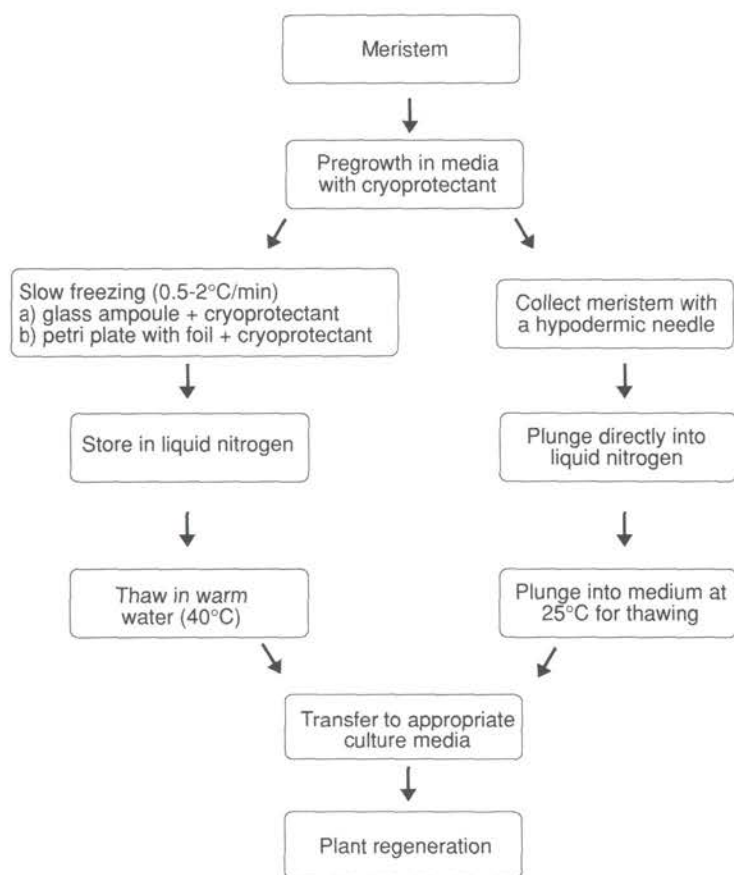 Meristem
Pregrowth in media
with cryoprotectant
Slow freezing (0.5-2°C/min)
a) glass ampoule + cryoprotectant
b) petri plate with foil + cryoprotectant
Store in liquid nitrogen
Thaw in warm
water (40°C)
Collect meristem with
a hypodermic needle
Plunge directly into
liquid nitrogen
Plunge into medium at
25°C for thawing
Transfer to appropriate
culture media
Plant regeneration